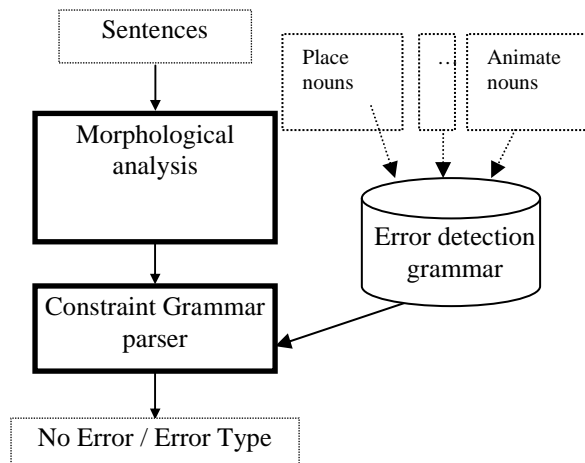 Sentences
Place
nouns
...
Animate
nouns
Morphological
analysis
Error detection
grammar
Constraint Grammar
parser
No Error / Error Type